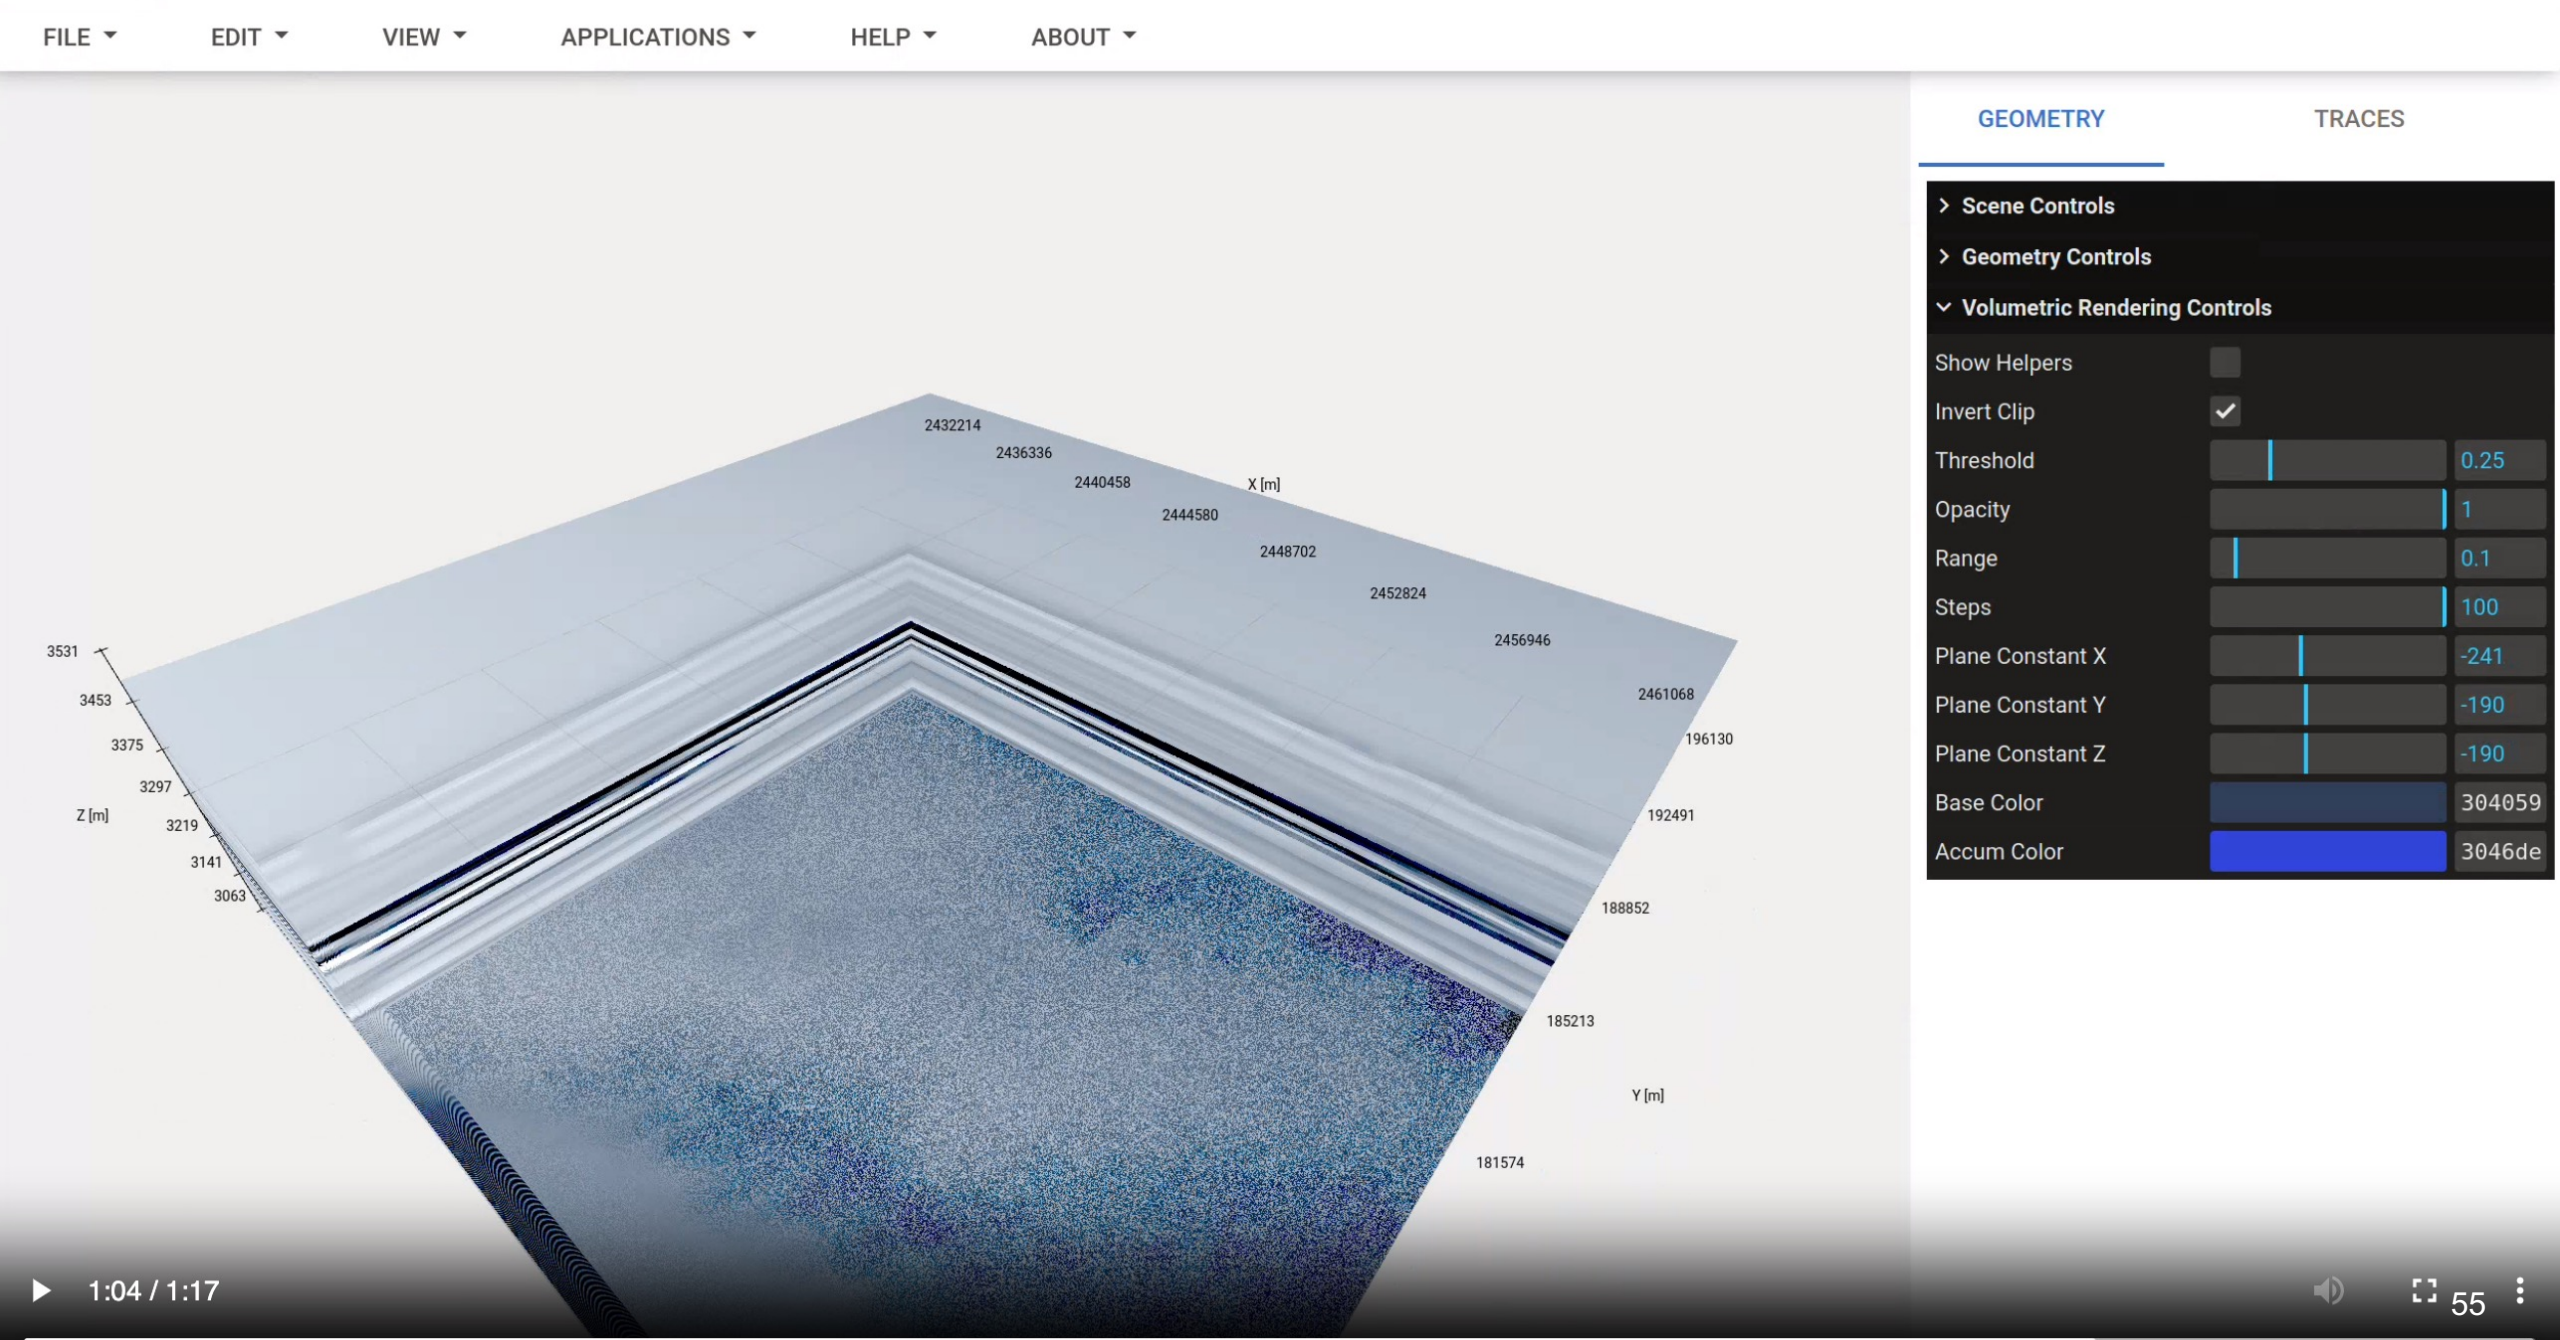 FILE EDIT VIEW APPLICATIONS HELP ABOUT
GEOMETRY TRACES
Scene Controls
Geometry Controls
Volumetric Rendering Controls
Show Helpers
Invert Clip
Threshold 0.25
Opacity 1
Range 0.1
Steps 100
Plane Constant X -241
Plane Constant Y -190
Plane Constant Z -190
Base Color 304059
Accum Color 3046de
2432214
2436336
2440458
X [m]
2444580
2448702
2452824
2456946
2461068
196130
192491
188852
185213
Y [m]
181574
3531
3453
3375
3297
Z [m]
3219
3141
3063
1:04 / 1:17
55